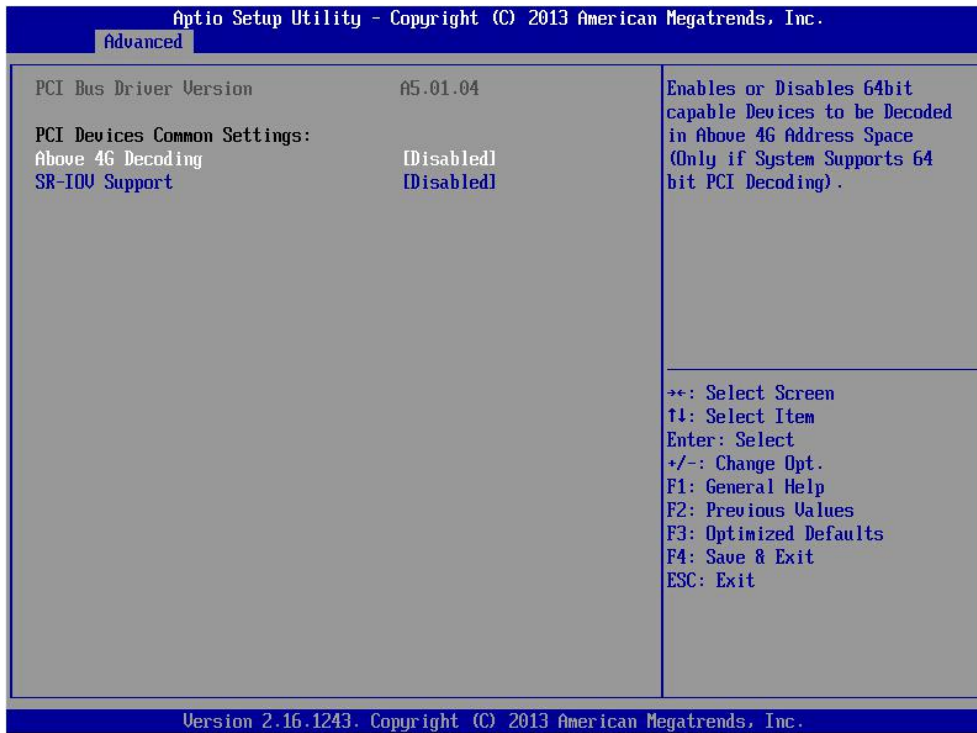 Aptio Setup Utility - Copyright (C) 2013 American Megatrends, Inc.
Advanced
PCI Bus Driver Version A5.01.04
PCI Devices Common Settings:
Above 4G Decoding [Disabled]
SR-IOV Support [Disabled]
Enables or Disables 64bit
capable Devices to be Decoded
in Above 4G Address Space
(Only if System Supports 64
bit PCI Decoding).
→←: Select Screen
↑↓: Select Item
Enter: Select
+/-: Change Opt.
F1: General Help
F2: Previous Values
F3: Optimized Defaults
F4: Save & Exit
ESC: Exit
Version 2.16.1243. Copyright (C) 2013 American Megatrends, Inc.